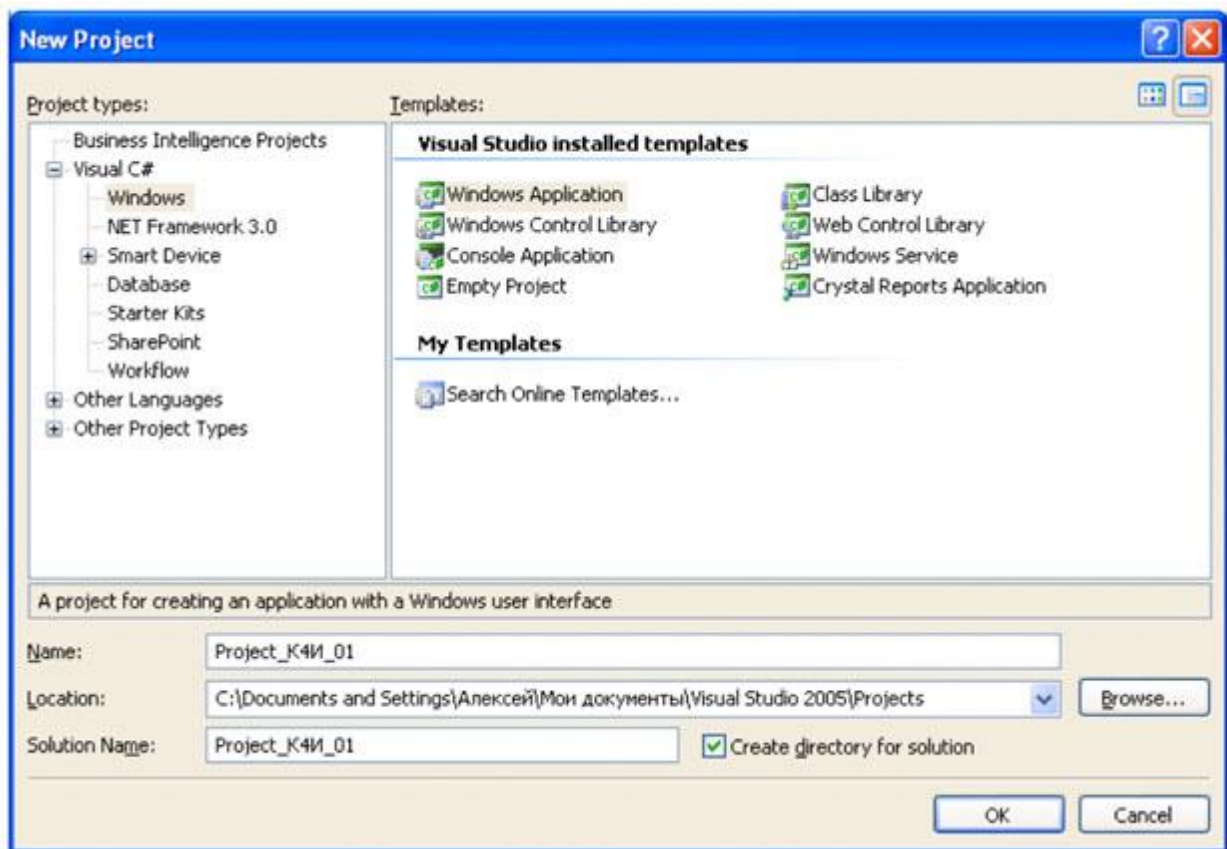 New Project
Project types:
Templates:
Business Intelligence Projects
Visual C#
Windows
NET Framework 3.0
Smart Device
Database
Starter Kits
SharePoint
Workflow
Other Languages
Other Project Types
Visual Studio installed templates
Windows Application
Class Library
Windows Control Library
Web Control Library
Console Application
Windows Service
Empty Project
Crystal Reports Application
My Templates
Search Online Templates...
A project for creating an application with a Windows user interface
Name: Project_К4И_01
Location: C:\Documents and Settings\Алексей\Мои документы\Visual Studio 2005\Projects Browse...
Solution Name: Project_К4И_01 Create directory for solution
OK Cancel